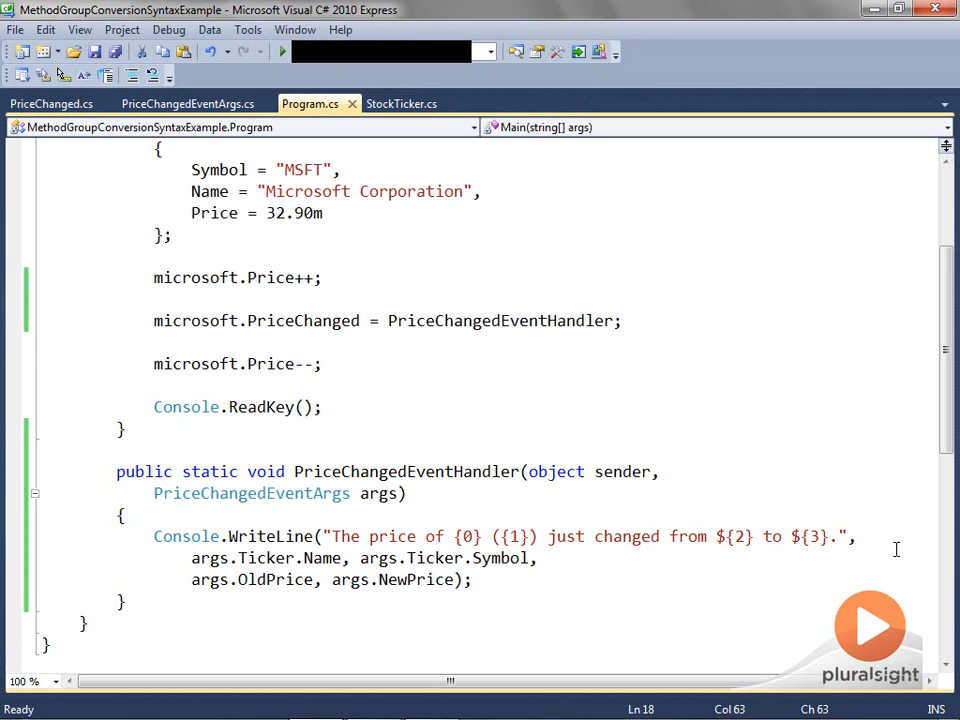 MethodGroupConversionSyntaxExample - Microsoft Visual C# 2010 Express
File Edit View Project Debug Data Tools Window Help
PriceChanged.cs PriceChangedEventArgs.cs Program.cs StockTicker.cs
MethodGroupConversionSyntaxExample.Program Main(string[] args)
{
Symbol = "MSFT",
Name = "Microsoft Corporation",
Price = 32.90m
};
microsoft.Price++;
microsoft.PriceChanged = PriceChangedEventHandler;
microsoft.Price--;
Console.ReadKey();
}
public static void PriceChangedEventHandler(object sender,
PriceChangedEventArgs args)
{
Console.WriteLine("The price of {0} ({1}) just changed from ${2} to ${3}.",
args.Ticker.Name, args.Ticker.Symbol,
args.OldPrice, args.NewPrice);
}
}
}
pluralsight
100 %
Ready Ln 18 Col 63 Ch 63 INS